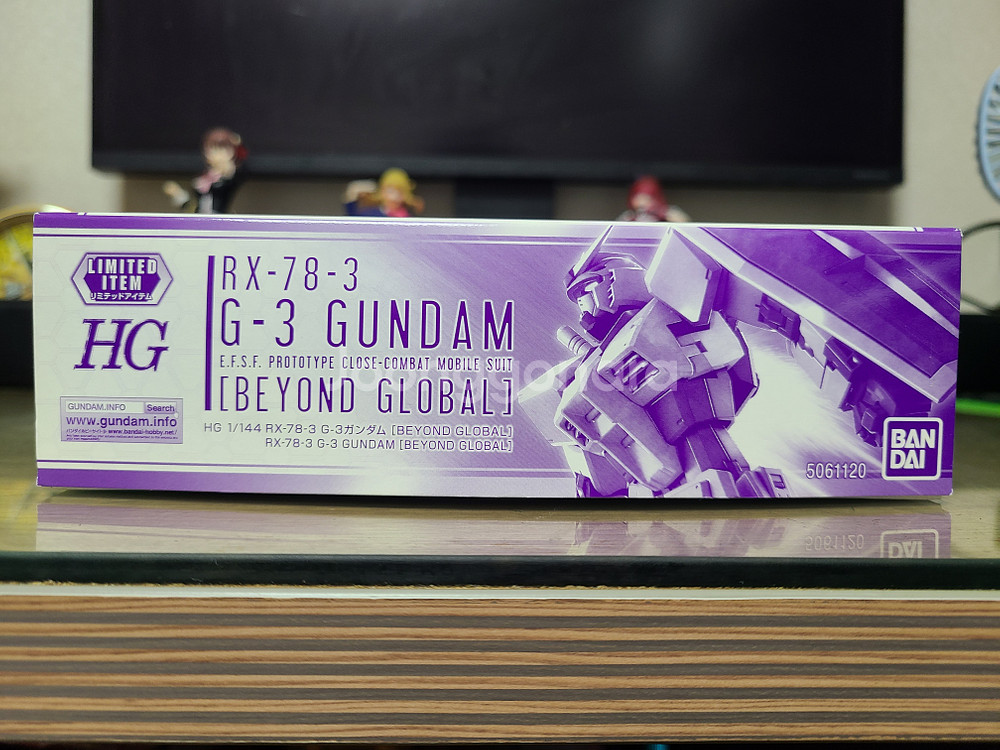 LIMITED
ITEM
リミテッドアイテム
HG
GUNDAM.INFO Search
www.gundam.info
RX-78-3
G-3 GUNDAM
E.F.S.F. PROTOTYPE CLOSE-COMBAT MOBILE SUIT
[BEYOND GLOBAL]
HG 1/144 RX-78-3 G-3ガンダム [BEYOND GLOBAL]
RX-78-3 G-3 GUNDAM [BEYOND GLOBAL]
5061120
BAN
DAI